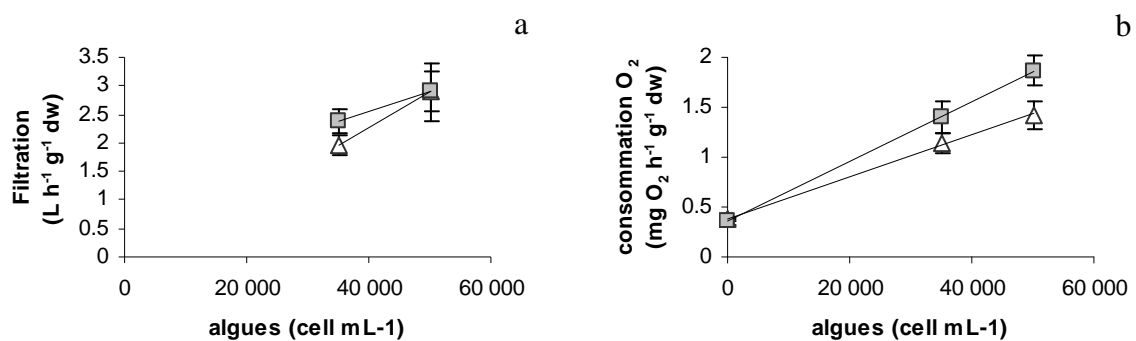 a
3.5
3
2.5
2
1.5
1
0.5
0
Filtration
(L h-1 g-1 dw)
0 20 000 40 000 60 000
algues (cell mL-1)
b
2
1.5
1
0.5
0
consommation O2
(mg O2 h-1 g-1 dw)
0 20 000 40 000 60 000
algues (cell mL-1)